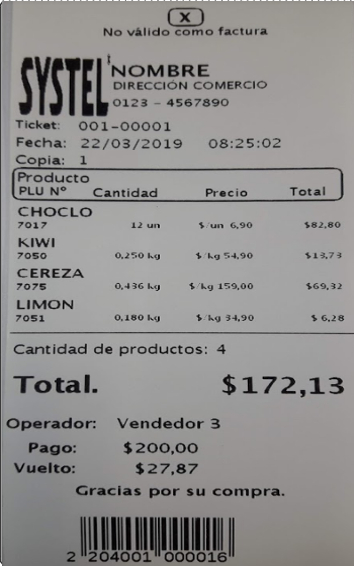 X
No válido como factura
SYSTEL
NOMBRE
DIRECCIÓN COMERCIO
0123 - 4567890
Ticket: 001-00001
Fecha: 22/03/2019 08:25:02
Copia: 1
Producto
PLU Nº Cantidad Precio Total
CHOCLO
7017 12 un $/un 6,90 $82,80
KIWI
7050 0,250 kg $/kg 54,90 $13,73
CEREZA
7075 0,436 kg $/kg 159,00 $69,32
LIMON
7051 0,180 kg $/kg 34,90 $ 6,28
Cantidad de productos: 4
Total. $172,13
Operador: Vendedor 3
Pago: $200,00
Vuelto: $27,87
Gracias por su compra.
2 204001 000016